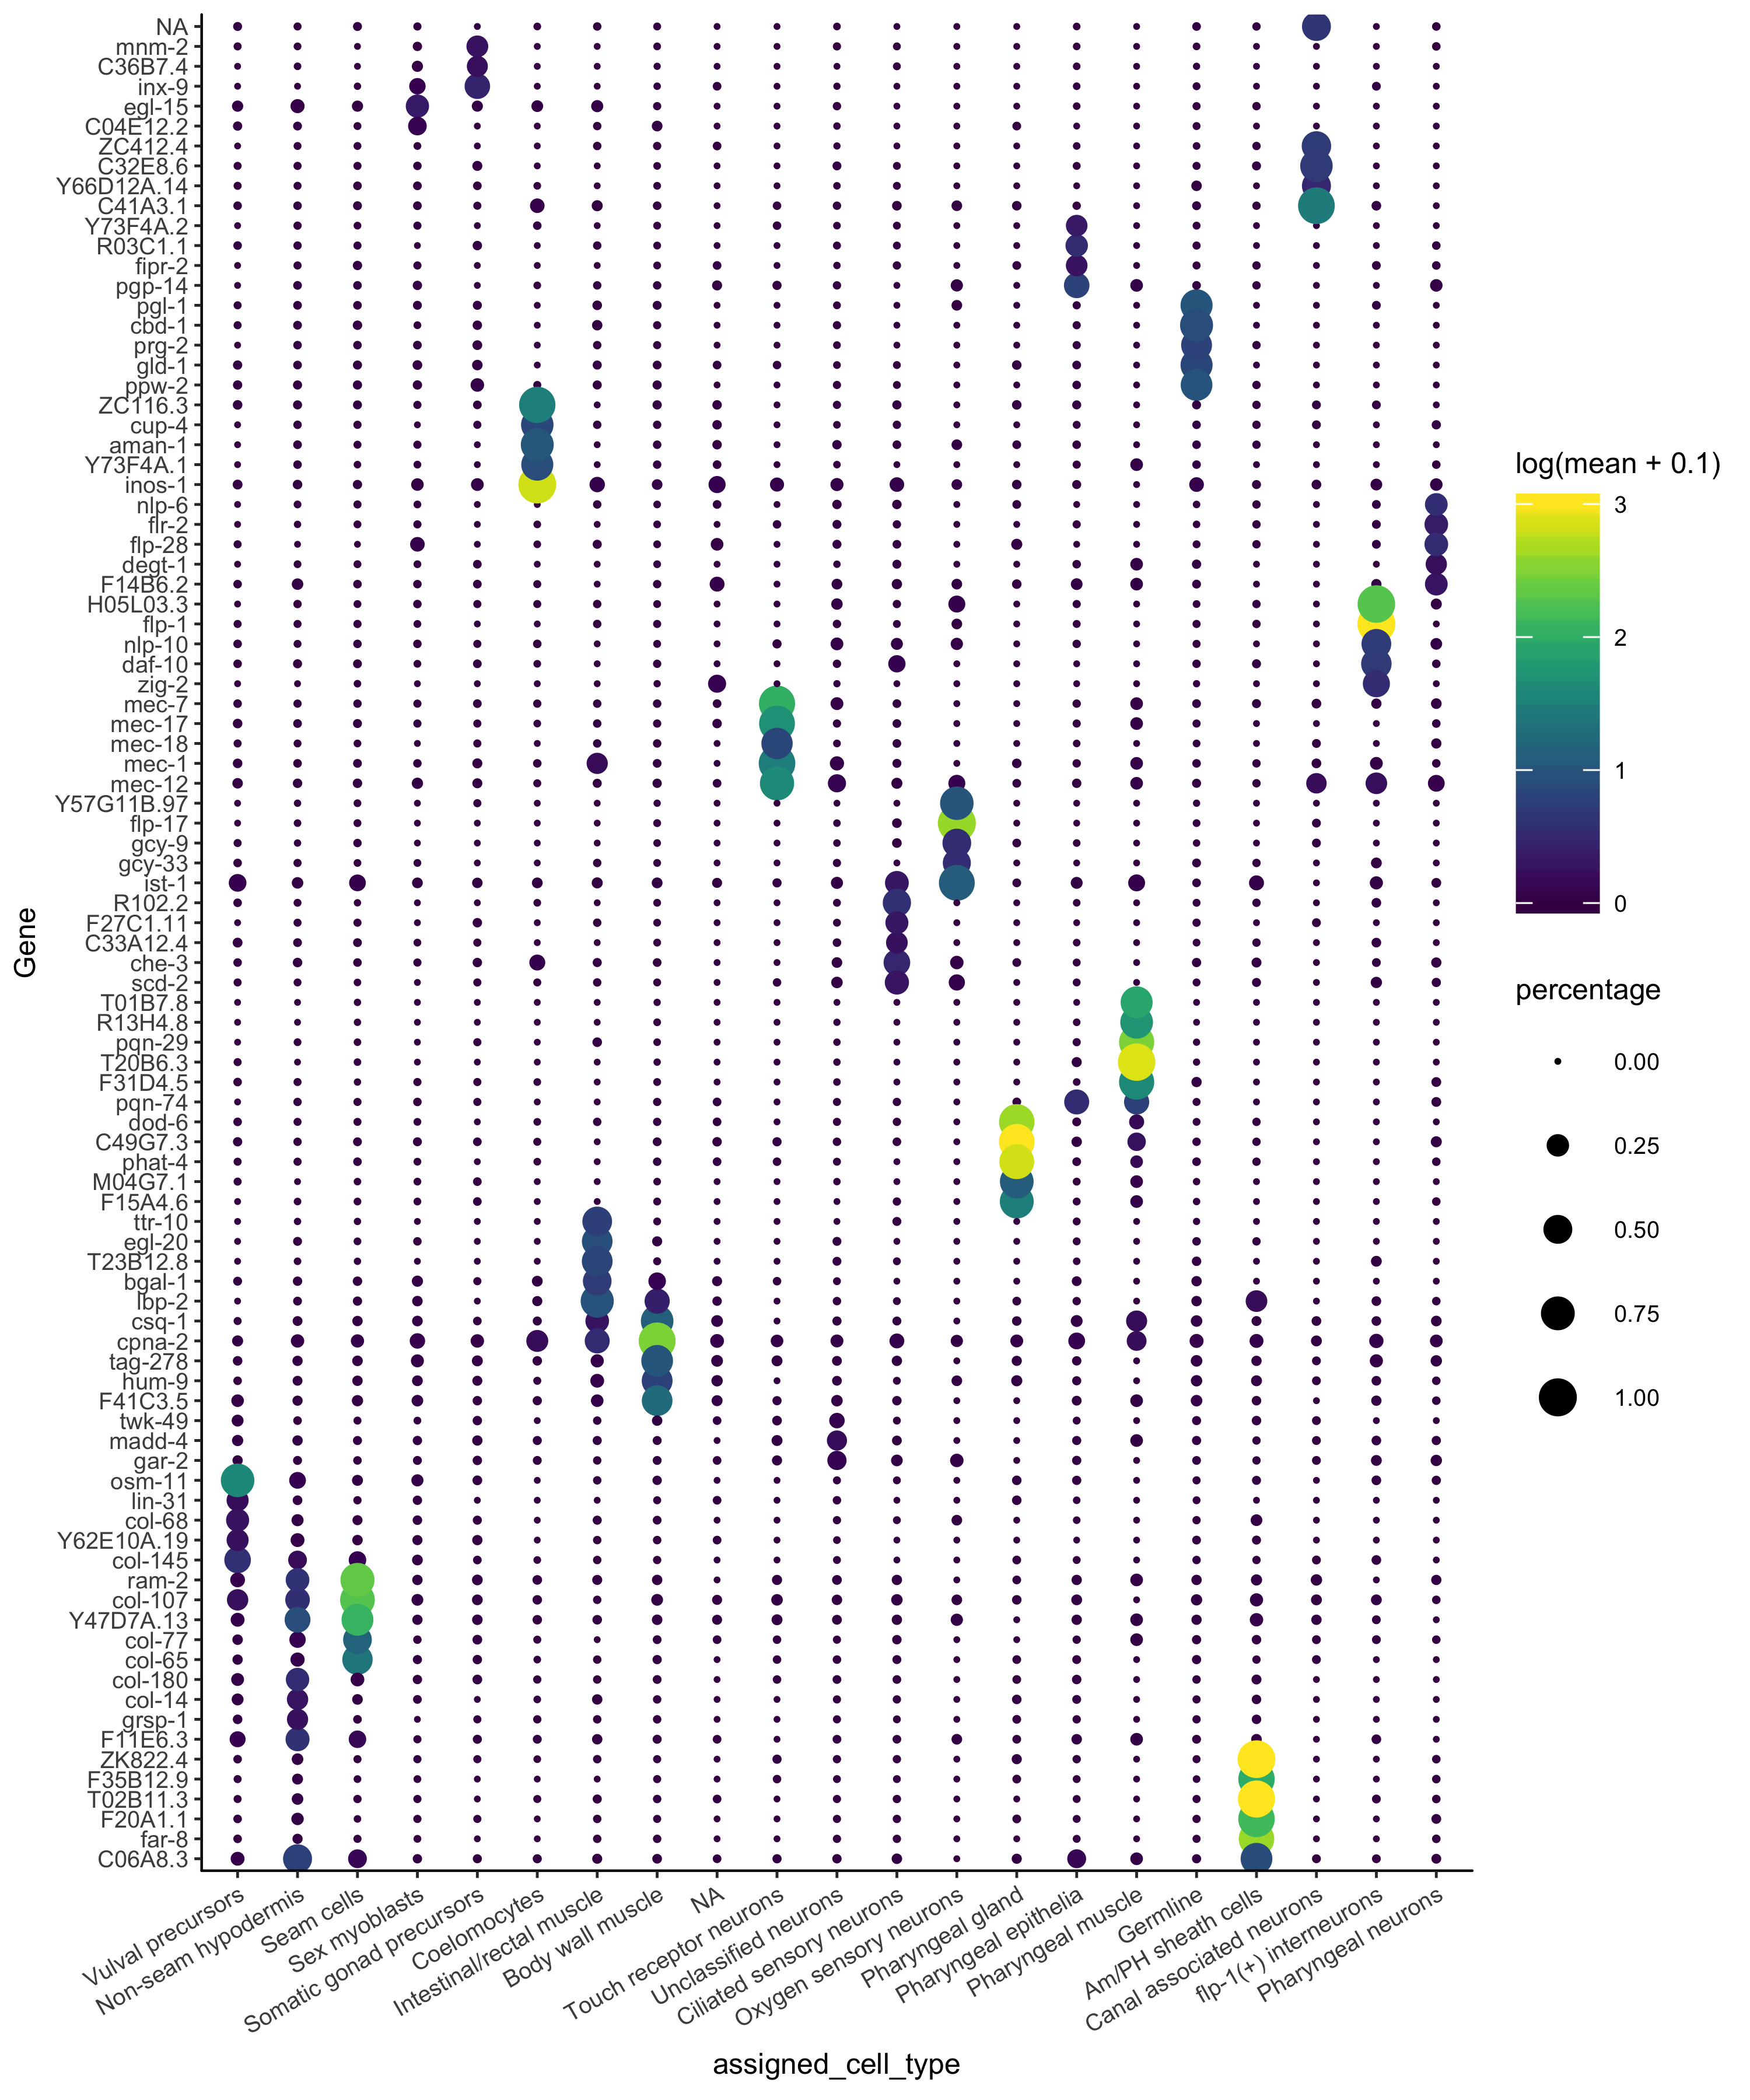 NA
mnm-2
C36B7.4
inx-9
egl-15
C04E12.2
ZC412.4
C32E8.6
Y66D12A.14
C41A3.1
Y73F4A.2
R03C1.1
fipr-2
pgp-14
pgl-1
cbd-1
prg-2
gld-1
ppw-2
ZC116.3
cup-4
aman-1
Y73F4A.1
inos-1
nlp-6
flr-2
flp-28
degt-1
F14B6.2
H05L03.3
flp-1
nlp-10
daf-10
zig-2
mec-7
mec-17
mec-18
mec-1
mec-12
Y57G11B.97
flp-17
gcy-9
gcy-33
ist-1
R102.2
F27C1.11
C33A12.4
che-3
scd-2
T01B7.8
R13H4.8
pqn-29
T20B6.3
F31D4.5
pqn-74
dod-6
C49G7.3
phat-4
M04G7.1
F15A4.6
ttr-10
egl-20
T23B12.8
bgal-1
lbp-2
csq-1
cpna-2
tag-278
hum-9
F41C3.5
twk-49
madd-4
gar-2
osm-11
lin-31
col-68
Y62E10A.19
col-145
ram-2
col-107
Y47D7A.13
col-77
col-65
col-180
col-14
grsp-1
F11E6.3
ZK822.4
F35B12.9
T02B11.3
F20A1.1
far-8
C06A8.3
Gene
Vulval precursors
Non-seam hypodermis
Seam cells
Sex myoblasts
Somatic gonad precursors
Coelomocytes
Intestinal/rectal muscle
Body wall muscle
NA
Touch receptor neurons
Unclassified neurons
Ciliated sensory neurons
Oxygen sensory neurons
Pharyngeal gland
Pharyngeal epithelia
Pharyngeal muscle
Germline
Am/PH sheath cells
Canal associated neurons
flp-1(+) interneurons
Pharyngeal neurons
assigned_cell_type
log(mean + 0.1)
3
2
1
0
percentage
0.00
0.25
0.50
0.75
1.00